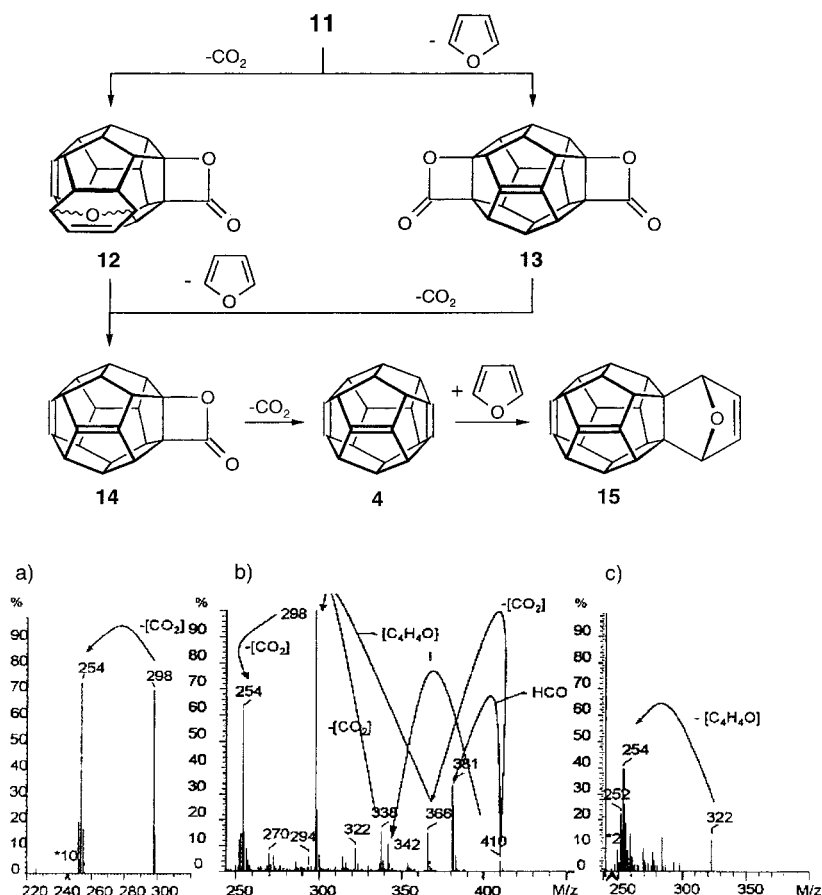 11
-CO2
-
O
O
O
O
O
O
O
O
O
12
13
-
O
-CO2
O
O
-CO2
+
O
O
14
4
15
a)
b)
c)
%
%
%
90
80
70
60
50
40
30
20
10
0
254
298
-[CO2]
*10
220 240 260 300
90
80
70
60
50
40
30
20
10
0
298
-[CO2]
254
-[C4H4O]
-[CO2]
- HCO
-[CO2]
381
270
294
322
338
342
366
410
250 300 350 400 M/z
90
80
70
60
50
40
30
20
10
0
- [C4H4O]
254
252
*2
322
250 300 350 M/z